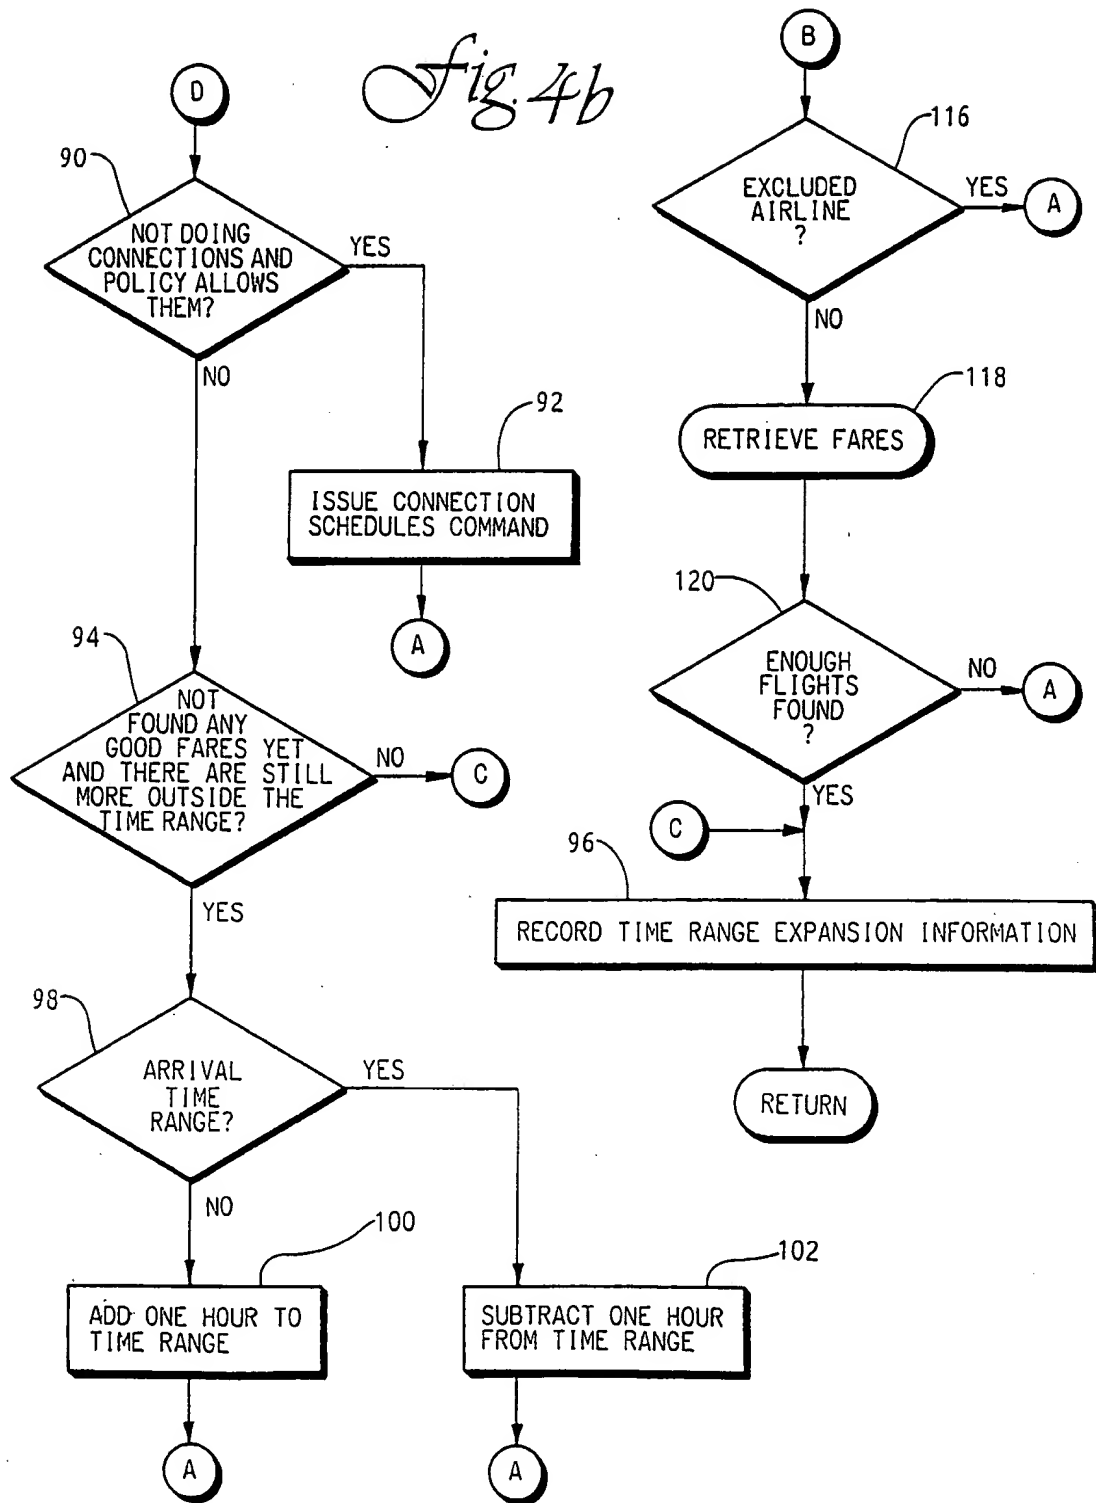 Fig. 4b
D
90
NOT DOING
CONNECTIONS AND
POLICY ALLOWS
THEM?
YES
NO
92
ISSUE CONNECTION
SCHEDULES COMMAND
A
94
NOT
FOUND ANY
GOOD FARES YET
AND THERE ARE STILL
MORE OUTSIDE THE
TIME RANGE?
NO
C
YES
98
ARRIVAL
TIME
RANGE?
YES
NO
100
ADD ONE HOUR TO
TIME RANGE
A
102
SUBTRACT ONE HOUR
FROM TIME RANGE
A
B
116
EXCLUDED
AIRLINE
?
YES
A
NO
118
RETRIEVE FARES
120
ENOUGH
FLIGHTS
FOUND
?
NO
A
YES
C
96
RECORD TIME RANGE EXPANSION INFORMATION
RETURN